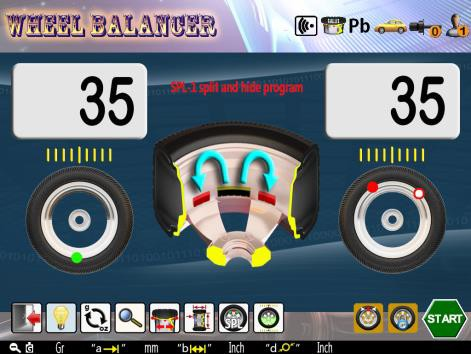 WHEEL BALANCER
Pb
0
1
35
35
SPL-1 split and hide program
g
oz
SPL
START
Gr "a→|" mm "b|↔|" Inch "d" Inch